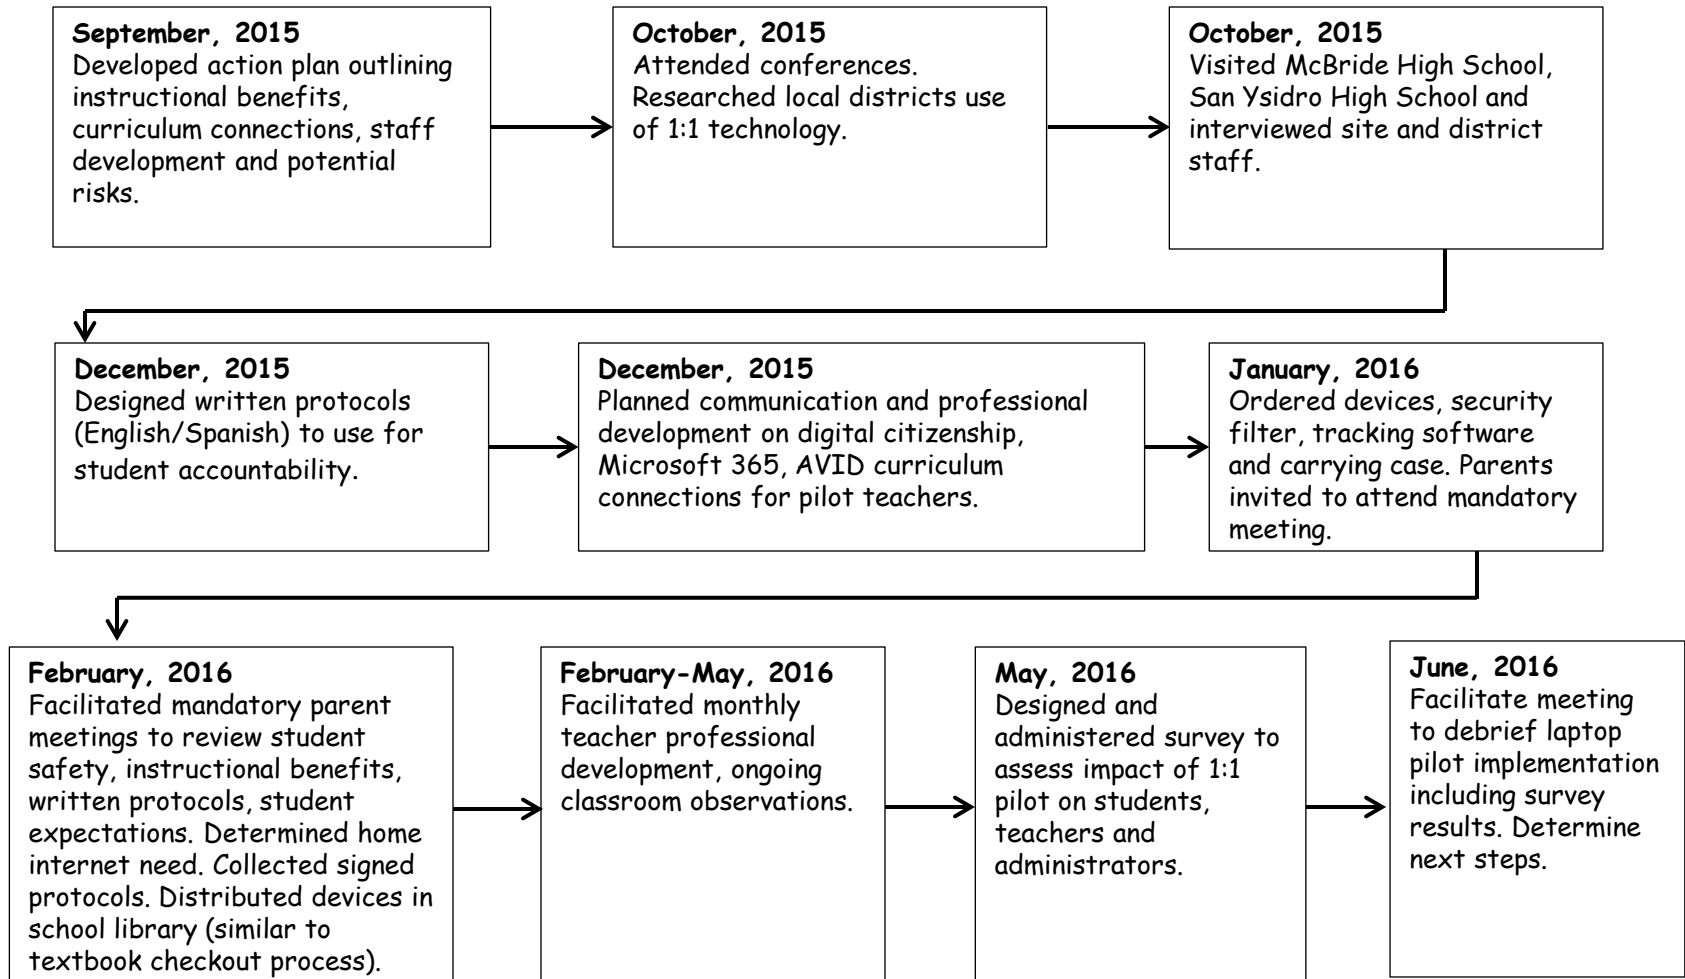 September, 2015
Developed action plan outlining
instructional benefits,
curriculum connections, staff
development and potential
risks.
October, 2015
Attended conferences.
Researched local districts use
of 1:1 technology.
October, 2015
Visited McBride High School,
San Ysidro High School and
interviewed site and district
staff.
December, 2015
Designed written protocols
(English/Spanish) to use for
student accountability.
December, 2015
Planned communication and professional
development on digital citizenship,
Microsoft 365, AVID curriculum
connections for pilot teachers.
January, 2016
Ordered devices, security
filter, tracking software
and carrying case. Parents
invited to attend mandatory
meeting.
February, 2016
Facilitated mandatory parent
meetings to review student
safety, instructional benefits,
written protocols, student
expectations. Determined home
internet need. Collected signed
protocols. Distributed devices in
school library (similar to
textbook checkout process).
February-May, 2016
Facilitated monthly
teacher professional
development, ongoing
classroom observations.
May, 2016
Designed and
administered survey to
assess impact of 1:1
pilot on students,
teachers and
administrators.
June, 2016
Facilitate meeting
to debrief laptop
pilot implementation
including survey
results. Determine
next steps.